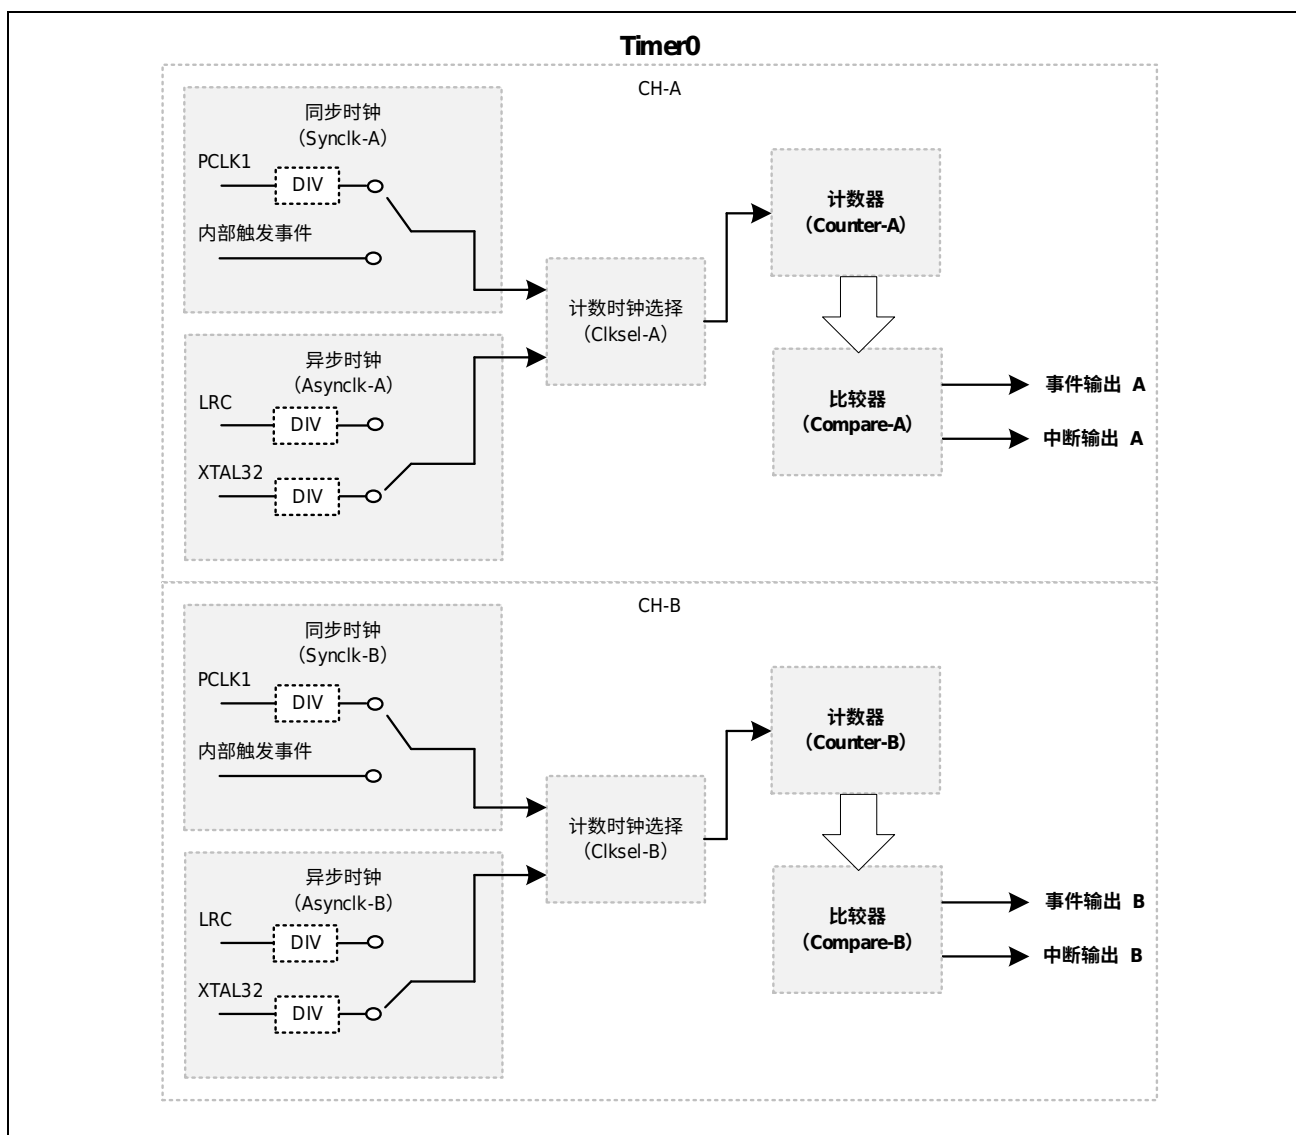 Timer0
CH-A
同步时钟
（Synclk-A）
PCLK1
DIV
内部触发事件
计数器
（Counter-A）
计数时钟选择
（Clksel-A）
异步时钟
（Asynclk-A）
LRC
DIV
XTAL32
DIV
比较器
（Compare-A）
事件输出 A
中断输出 A
CH-B
同步时钟
（Synclk-B）
PCLK1
DIV
内部触发事件
计数器
（Counter-B）
计数时钟选择
（Clksel-B）
异步时钟
（Asynclk-B）
LRC
DIV
XTAL32
DIV
比较器
（Compare-B）
事件输出 B
中断输出 B